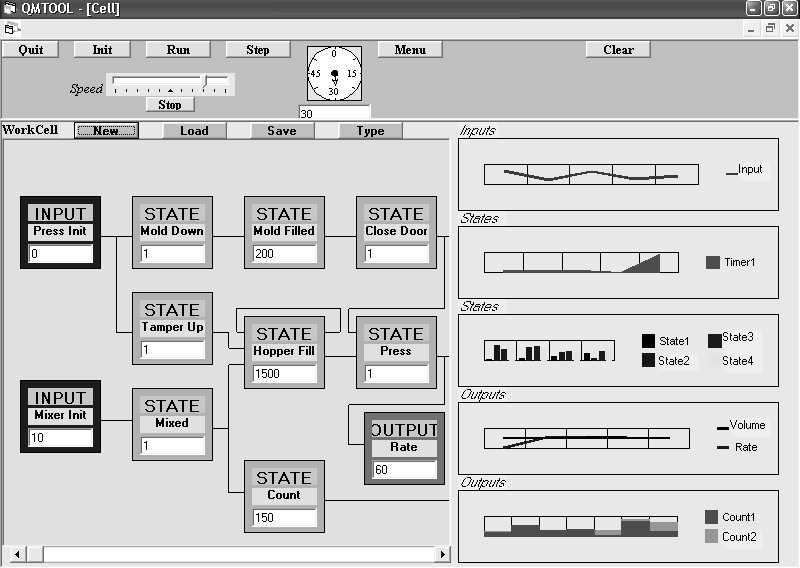 QMTOOL - [Cell]
Quit Init Run Step Menu Clear
0
45 15
30
Speed
Stop
30
WorkCell New Load Save Type
Inputs
Input
INPUT STATE STATE STATE
Press Init Mold Down Mold Filled Close Door
0 1 200 1
States
Timer1
STATE
Tamper Up
1
States
STATE STATE
Hopper Fill Press
1500 1
State1 State3
State2 State4
INPUT STATE
Mixer Init Mixed
10 1
Outputs
OUTPUT
Rate
60
Volume
Rate
STATE
Count
150
Outputs
Count1
Count2